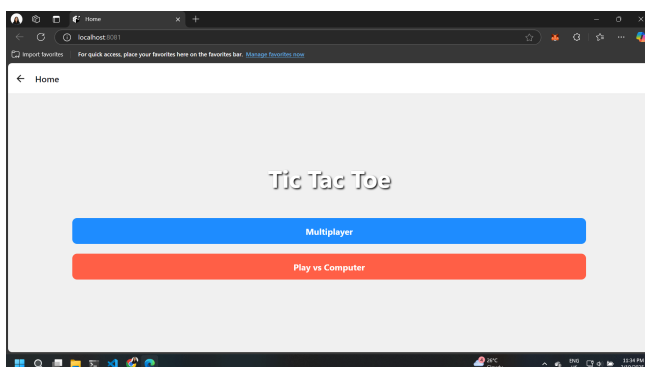 Home
localhost:8081
Import favorites
For quick access, place your favorites here on the favorites bar. Manage favorites now
Home
Tic Tac Toe
Multiplayer
Play vs Computer
26°C
ENG
11:34 PM